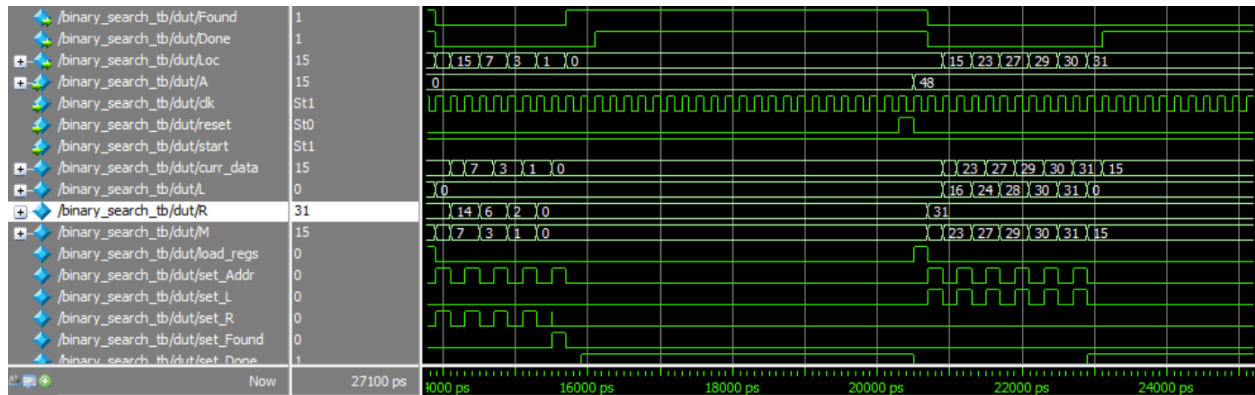 /binary_search_tb/dut/Found 1
/binary_search_tb/dut/Done 1
/binary_search_tb/dut/Loc 15 15 7 3 1 0 15 23 27 29 30 31
/binary_search_tb/dut/A 15 0 48
/binary_search_tb/dut/clk St1
/binary_search_tb/dut/reset St0
/binary_search_tb/dut/start St1
/binary_search_tb/dut/curr_data 15 7 3 1 0 23 27 29 30 31 15
/binary_search_tb/dut/L 0 0 16 24 28 30 31 0
/binary_search_tb/dut/R 31 14 6 2 0 31
/binary_search_tb/dut/M 15 7 3 1 0 23 27 29 30 31 15
/binary_search_tb/dut/load_regs 0
/binary_search_tb/dut/set_Addr 0
/binary_search_tb/dut/set_L 0
/binary_search_tb/dut/set_R 0
/binary_search_tb/dut/set_Found 0
/binary_search_tb/dut/set_Done 1
Now 27100 ps 16000 ps 18000 ps 20000 ps 22000 ps 24000 ps